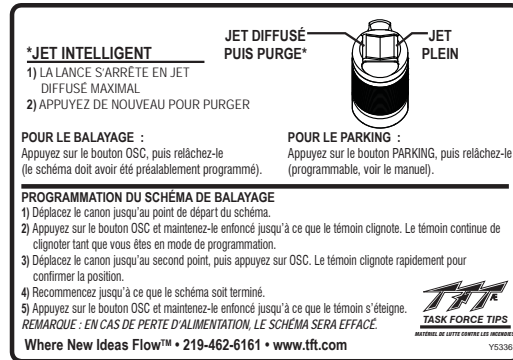 JET DIFFUSÉ
PUIS PURGE*
JET
PLEIN
*JET INTELLIGENT
1) LA LANCE S'ARRÊTE EN JET
DIFFUSÉ MAXIMAL
2) APPUYEZ DE NOUVEAU POUR PURGER
POUR LE BALAYAGE :
Appuyez sur le bouton OSC, puis relâchez-le
(le schéma doit avoir été préalablement programmé).
POUR LE PARKING :
Appuyez sur le bouton PARKING, puis relâchez-le
(programmable, voir le manuel).
PROGRAMMATION DU SCHÉMA DE BALAYAGE
1) Déplacez le canon jusqu'au point de départ du schéma.
2) Appuyez sur le bouton OSC et maintenez-le enfoncé jusqu'à ce que le témoin clignote. Le témoin continue de
clignoter tant que vous êtes en mode de programmation.
3) Déplacez le canon jusqu'au second point, puis appuyez sur OSC. Le témoin clignote rapidement pour
confirmer la position.
4) Recommencez jusqu'à ce que le schéma soit terminé.
5) Appuyez sur le bouton OSC et maintenez-le enfoncé jusqu'à ce que le témoin s'éteigne.
REMARQUE : EN CAS DE PERTE D'ALIMENTATION, LE SCHÉMA SERA EFFACÉ.
TFT
TASK FORCE TIPS
MATÉRIEL DE LUTTE CONTRE LES INCENDIES
Where New Ideas Flow™ • 219-462-6161 • www.tft.com
Y5336